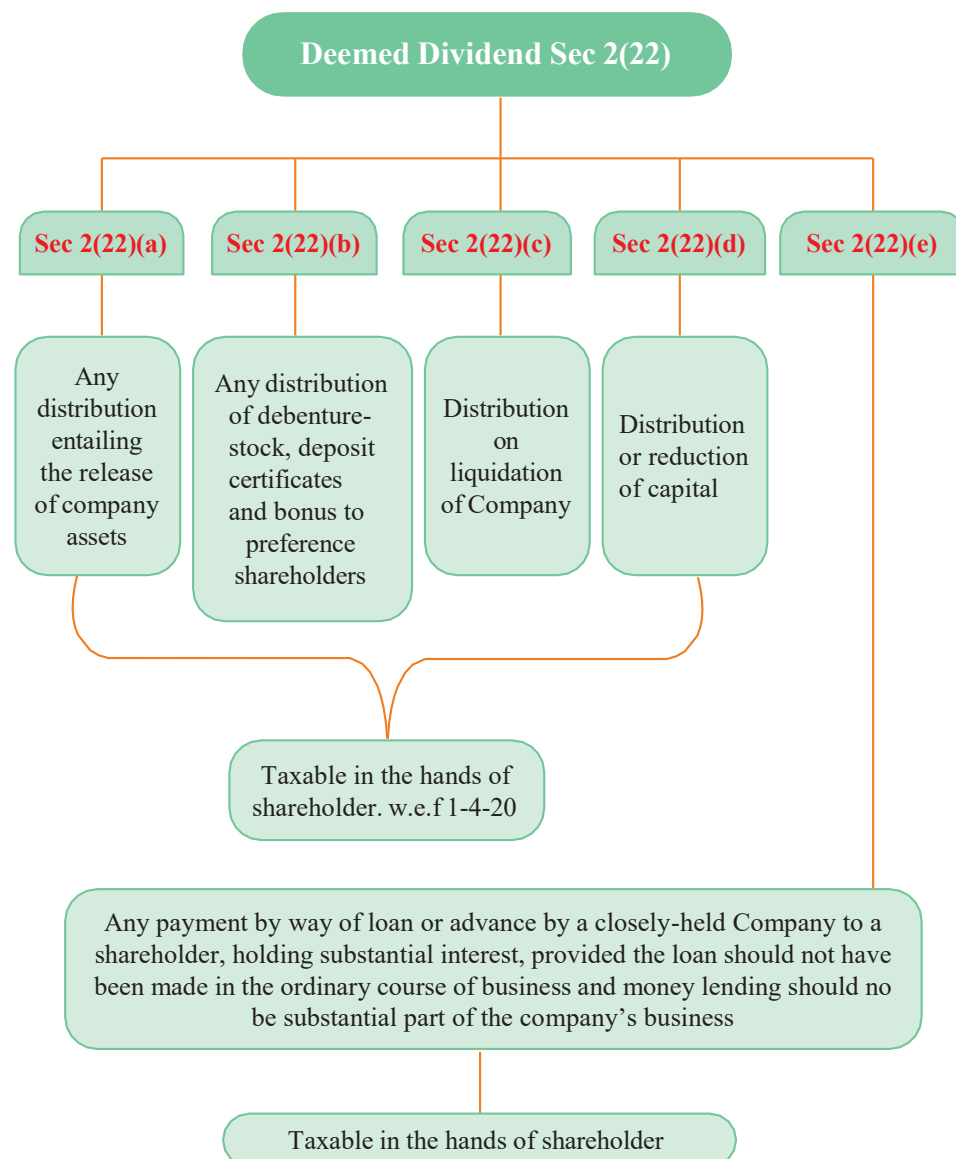 Deemed Dividend Sec 2(22)
Sec 2(22)(a)
Sec 2(22)(b)
Sec 2(22)(c)
Sec 2(22)(d)
Sec 2(22)(e)
Any
distribution
entailing
the release
of company
assets
Any distribution
of debenture-
stock, deposit
certificates
and bonus to
preference
shareholders
Distribution
on
liquidation
of Company
Distribution
or reduction
of capital
Taxable in the hands of
shareholder. w.e.f 1-4-20
Any payment by way of loan or advance by a closely-held Company to a
shareholder, holding substantial interest, provided the loan should not have
been made in the ordinary course of business and money lending should no
be substantial part of the company’s business
Taxable in the hands of shareholder